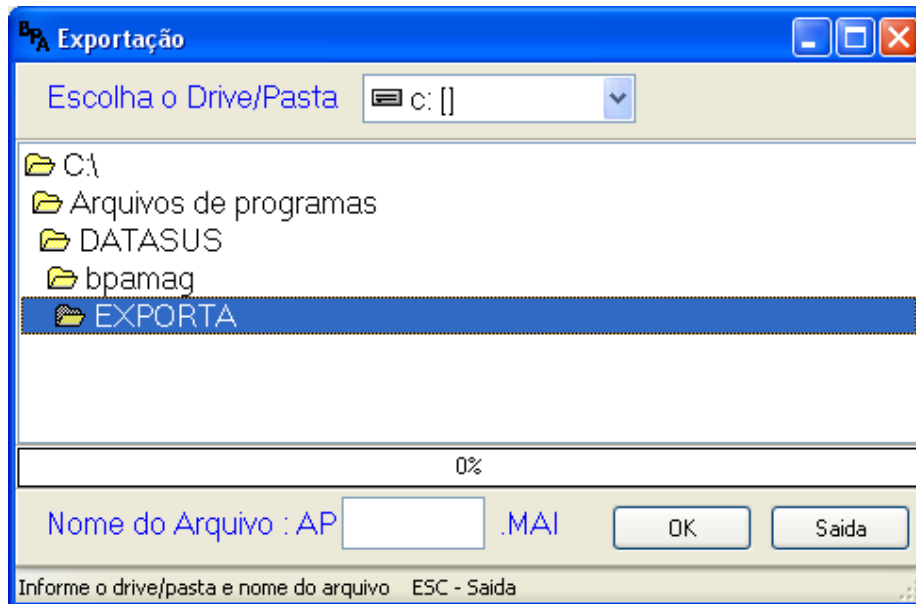 BPA Exportação
Escolha o Drive/Pasta c: []
C:\
Arquivos de programas
DATASUS
bpamag
EXPORTA
0%
Nome do Arquivo : AP .MAI OK Saida
Informe o drive/pasta e nome do arquivo ESC - Saida